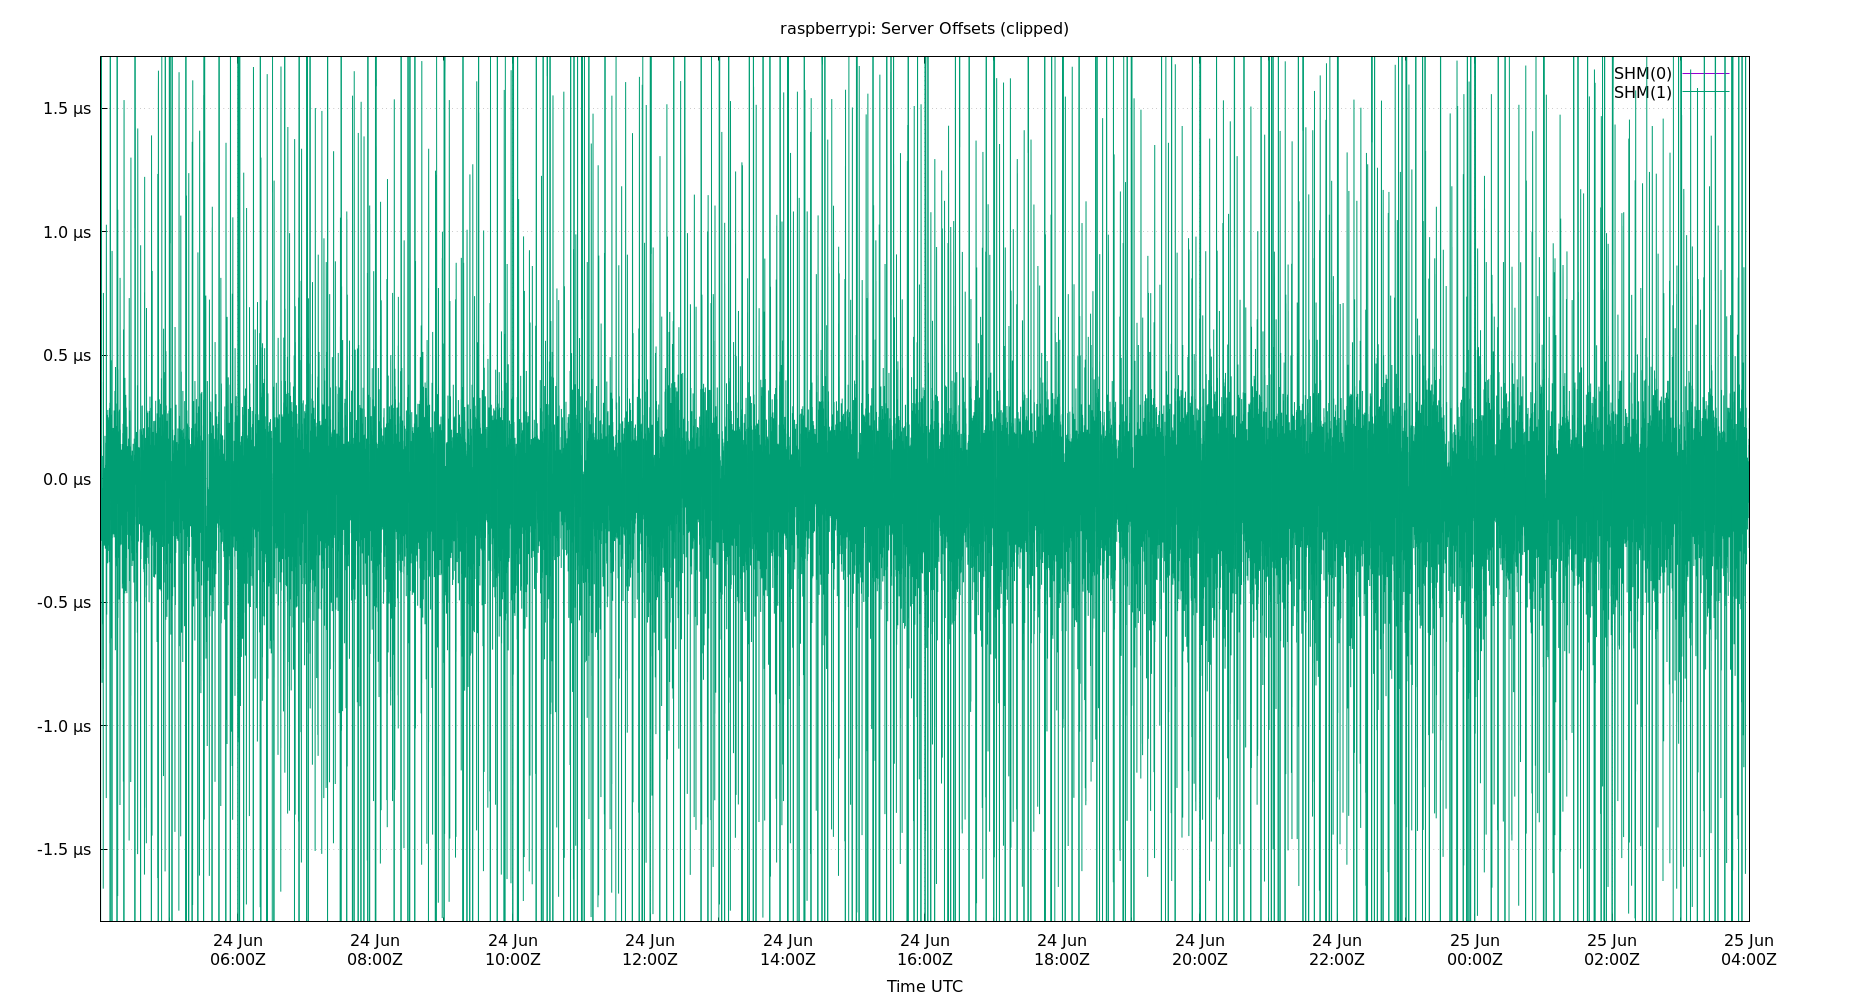 raspberrypi: Server Offsets (clipped)
SHM(0)
SHM(1)
1.5 µs
1.0 µs
0.5 µs
0.0 µs
-0.5 µs
-1.0 µs
-1.5 µs
24 Jun 24 Jun 24 Jun 24 Jun 24 Jun 24 Jun 24 Jun 24 Jun 24 Jun 25 Jun 25 Jun 25 Jun
06:00Z 08:00Z 10:00Z 12:00Z 14:00Z 16:00Z 18:00Z 20:00Z 22:00Z 00:00Z 02:00Z 04:00Z
Time UTC